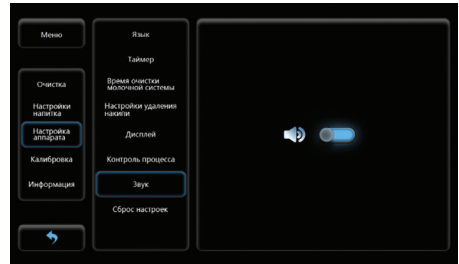 Меню
Очистка
Настройки
напитка
Настройка
аппарата
Калибровка
Информация
Язык
Таймер
Время очистки
молочной системы
Настройки удаления
накипи
Дисплей
Контроль процесса
Звук
Сброс настроек